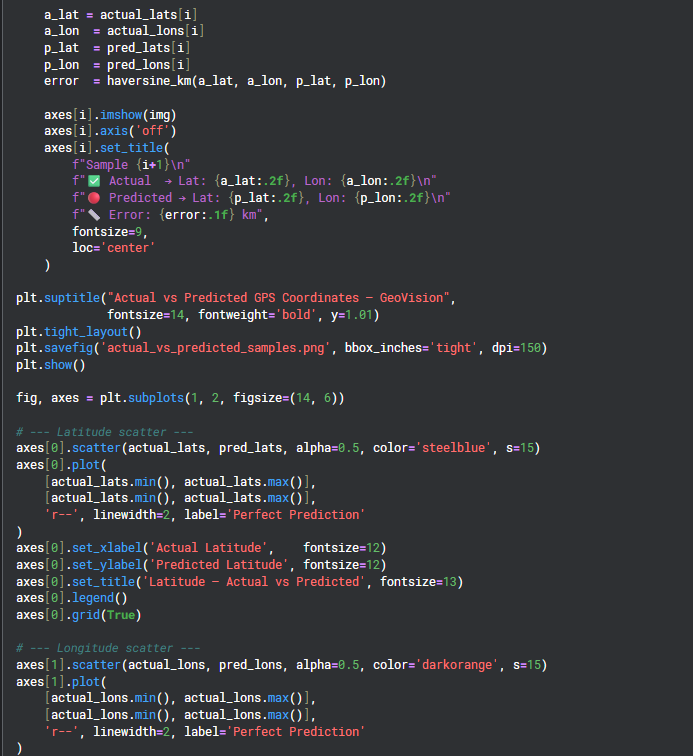 a_lat = actual_lats[i]
    a_lon  = actual_lons[i]
    p_lat  = pred_lats[i]
    p_lon  = pred_lons[i]
    error  = haversine_km(a_lat, a_lon, p_lat, p_lon)

    axes[i].imshow(img)
    axes[i].axis('off')
    axes[i].set_title(
        f"Sample {i+1}\n"
        f"✅ Actual  → Lat: {a_lat:.2f}, Lon: {a_lon:.2f}\n"
        f"🔴 Predicted → Lat: {p_lat:.2f}, Lon: {p_lon:.2f}\n"
        f"📏 Error: {error:.1f} km",
        fontsize=9,
        loc='center'
    )

plt.suptitle("Actual vs Predicted GPS Coordinates — GeoVision",
             fontsize=14, fontweight='bold', y=1.01)
plt.tight_layout()
plt.savefig('actual_vs_predicted_samples.png', bbox_inches='tight', dpi=150)
plt.show()

fig, axes = plt.subplots(1, 2, figsize=(14, 6))

# --- Latitude scatter ---
axes[0].scatter(actual_lats, pred_lats, alpha=0.5, color='steelblue', s=15)
axes[0].plot(
    [actual_lats.min(), actual_lats.max()],
    [actual_lats.min(), actual_lats.max()],
    'r--', linewidth=2, label='Perfect Prediction'
)
axes[0].set_xlabel('Actual Latitude',    fontsize=12)
axes[0].set_ylabel('Predicted Latitude', fontsize=12)
axes[0].set_title('Latitude — Actual vs Predicted', fontsize=13)
axes[0].legend()
axes[0].grid(True)

# --- Longitude scatter ---
axes[1].scatter(actual_lons, pred_lons, alpha=0.5, color='darkorange', s=15)
axes[1].plot(
    [actual_lons.min(), actual_lons.max()],
    [actual_lons.min(), actual_lons.max()],
    'r--', linewidth=2, label='Perfect Prediction'
)